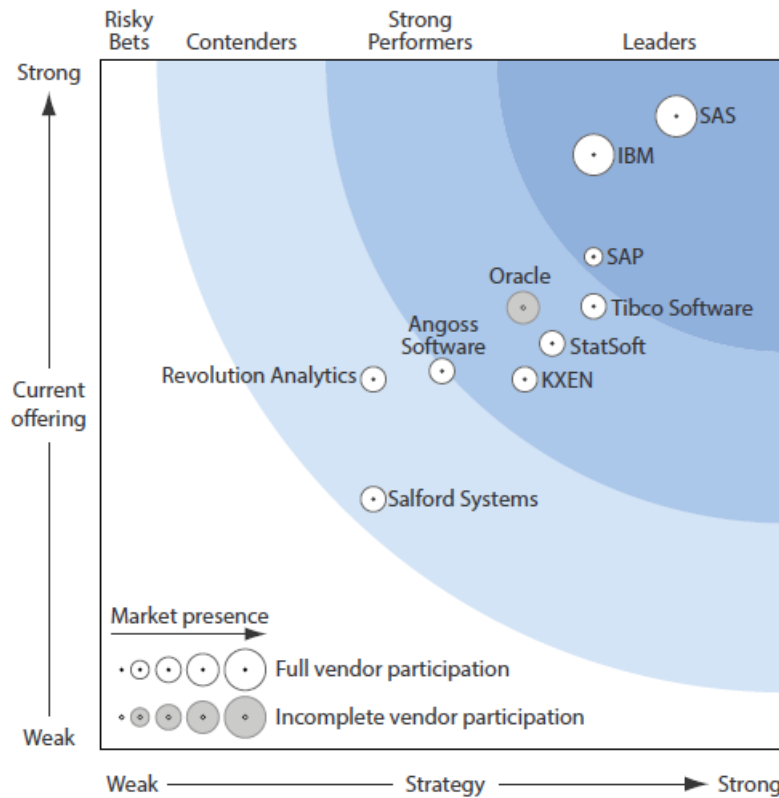 Risky
Bets
Contenders
Strong
Performers
Leaders
Strong
SAS
IBM
SAP
Oracle
Tibco Software
Angoss
Software
StatSoft
Revolution Analytics
KXEN
Current
offering
Salford Systems
Market presence
Full vendor participation
Incomplete vendor participation
Weak
Weak
Strategy
Strong